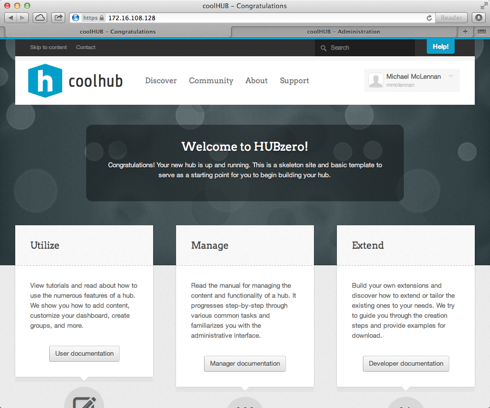 coolHUB – Congratulations
https 172.16.108.128 Reader
coolHUB – Congratulations coolHUB – Administration
Skip to content Contact Search Help!
h coolhub Discover Community About Support Michael McLennan
Welcome to HUBzero!
Congratulations! Your new hub is up and running. This is a skeleton site and basic template to
serve as a starting point for you to begin building your hub.
Utilize
View tutorials and read about how to
use the numerous features of a hub.
We show you how to add content,
customize your dashboard, create
groups, and more.
User documentation
Manage
Read the manual for managing the
content and functionality of a hub. It
progresses step-by-step through
various common tasks and
familiarizes you with the
administrative interface.
Manager documentation
Extend
Build your own extensions and
discover how to extend or tailor the
existing ones to your needs. We try
to guide you through the creation
steps and provide examples for
download.
Developer documentation